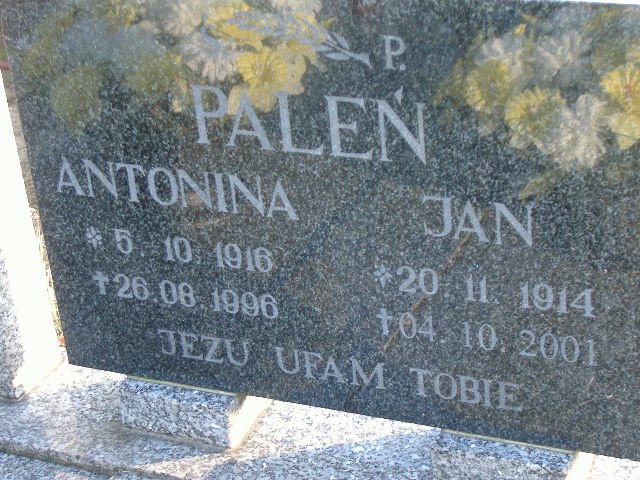 P.
PALEŃ
ANTONINA JAN
* 5. 10. 1916 * 20. 11. 1914
✝ 26. 08. 1996 ✝ 04. 10. 2001
JEZU UFAM TOBIE